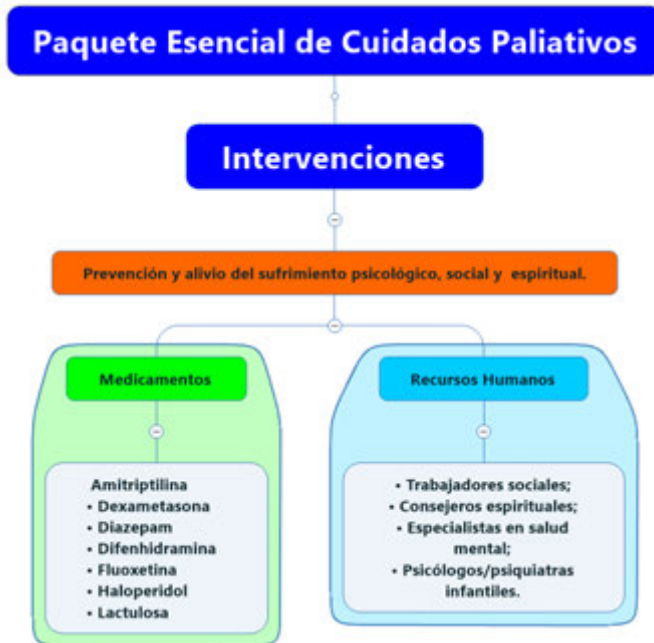 Paquete Esencial de Cuidados Paliativos
Intervenciones
Prevención y alivio del sufrimiento psicológico, social y espiritual.
Medicamentos
Amitriptilina
• Dexametasona
• Diazepam
• Difenhidramina
• Fluoxetina
• Haloperidol
• Lactulosa
Recursos Humanos
• Trabajadores sociales;
• Consejeros espirituales;
• Especialistas en salud
mental;
• Psicólogos/psiquiatras
infantiles.